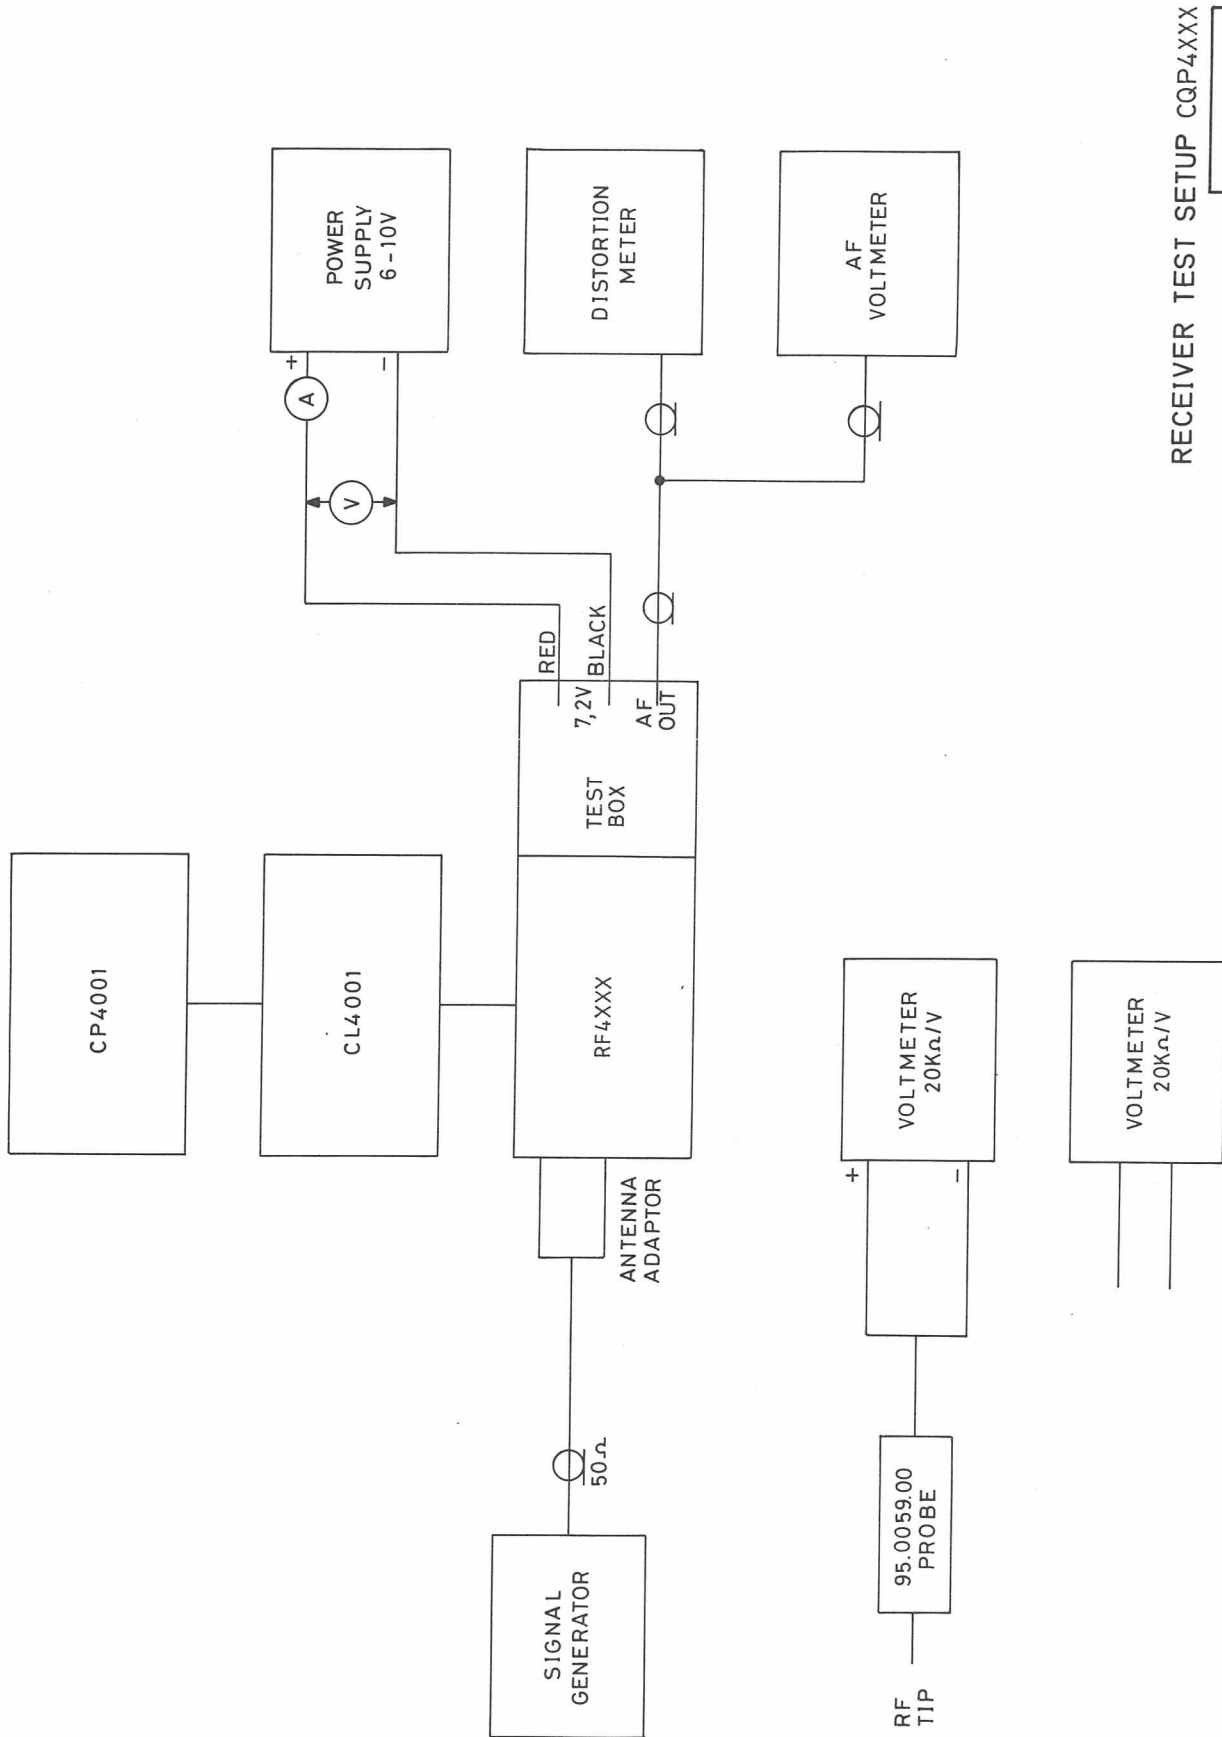 CP4001
CL4001
POWER
SUPPLY
6-10V
+
-
A
V
DISTORTION
METER
AF
VOLTMETER
RED
7,2V
BLACK
AF
OUT
TEST
BOX
RF4XXX
ANTENNA
ADAPTOR
50Ω
SIGNAL
GENERATOR
RF
TIP
95.0059.00
PROBE
+
-
VOLTMETER
20KΩ/V
VOLTMETER
20KΩ/V
RECEIVER TEST SETUP CQP4XXX